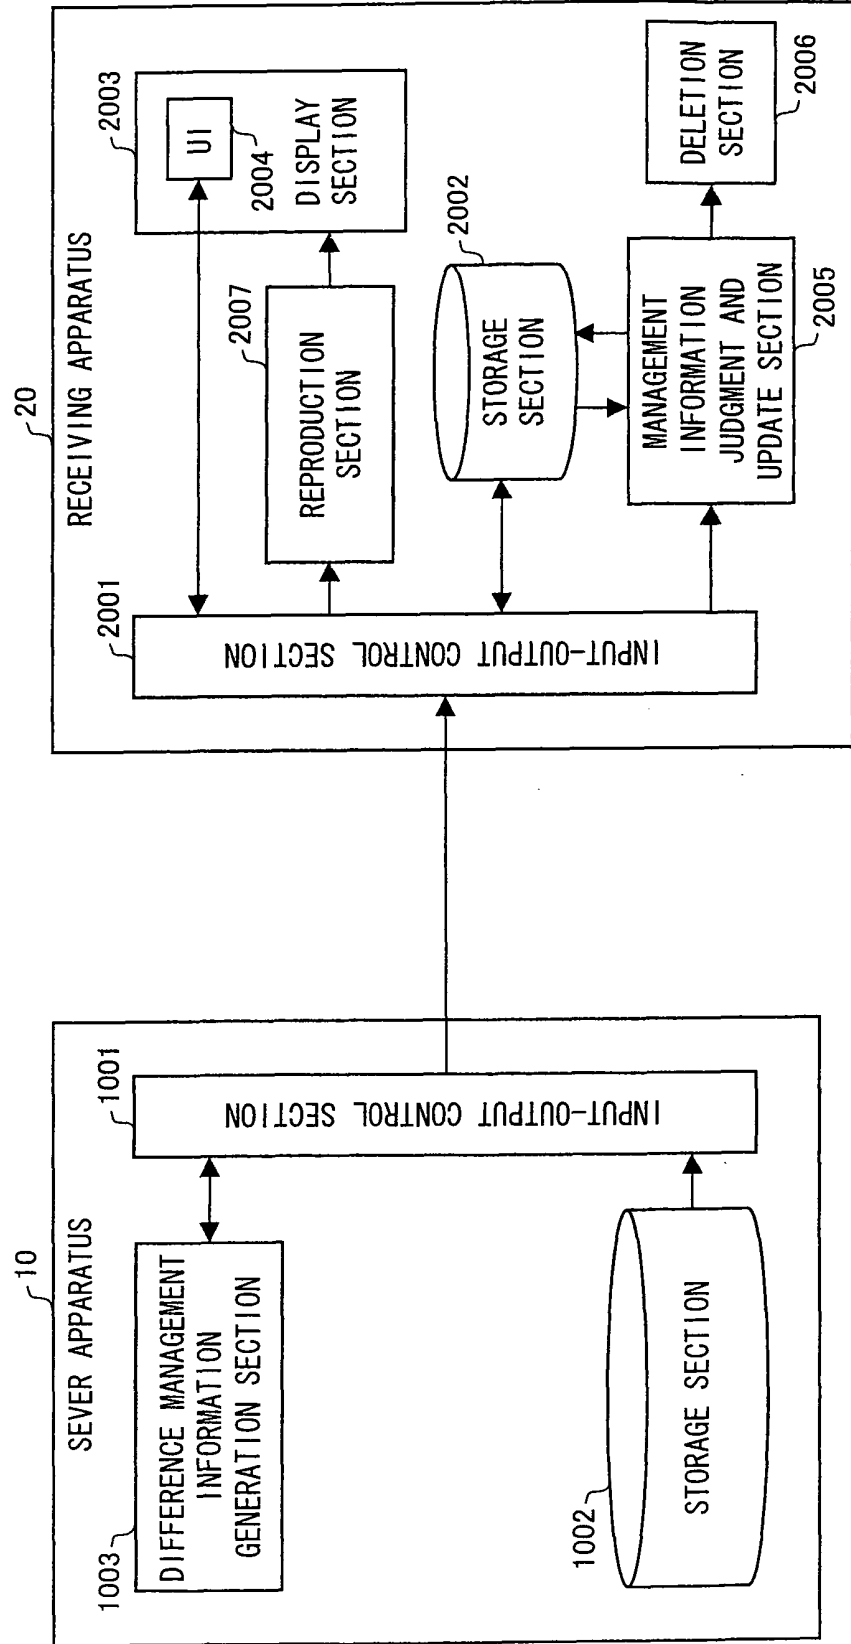 10
SEVER APPARATUS
1003
DIFFERENCE MANAGEMENT
INFORMATION
GENERATION SECTION
1001
INPUT-OUTPUT CONTROL SECTION
1002
STORAGE SECTION
20
RECEIVING APPARATUS
2001
INPUT-OUTPUT CONTROL SECTION
2003
UI
2004
DISPLAY
SECTION
2007
REPRODUCTION
SECTION
2002
STORAGE
SECTION
MANAGEMENT
INFORMATION
JUDGMENT AND
UPDATE SECTION
2005
DELETION
SECTION
2006